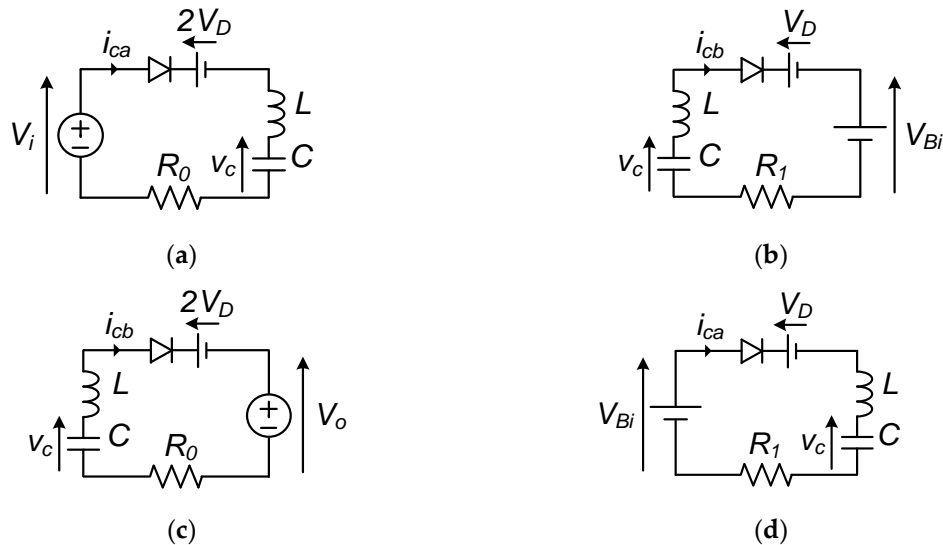 2V_D
i_ca
V_i
+
−
L
v_c
C
R_0
(a)
V_D
i_cb
L
V_Bi
v_c
C
R_1
(b)
2V_D
i_cb
L
+
−
V_o
v_c
C
R_0
(c)
V_D
i_ca
V_Bi
L
v_c
C
R_1
(d)